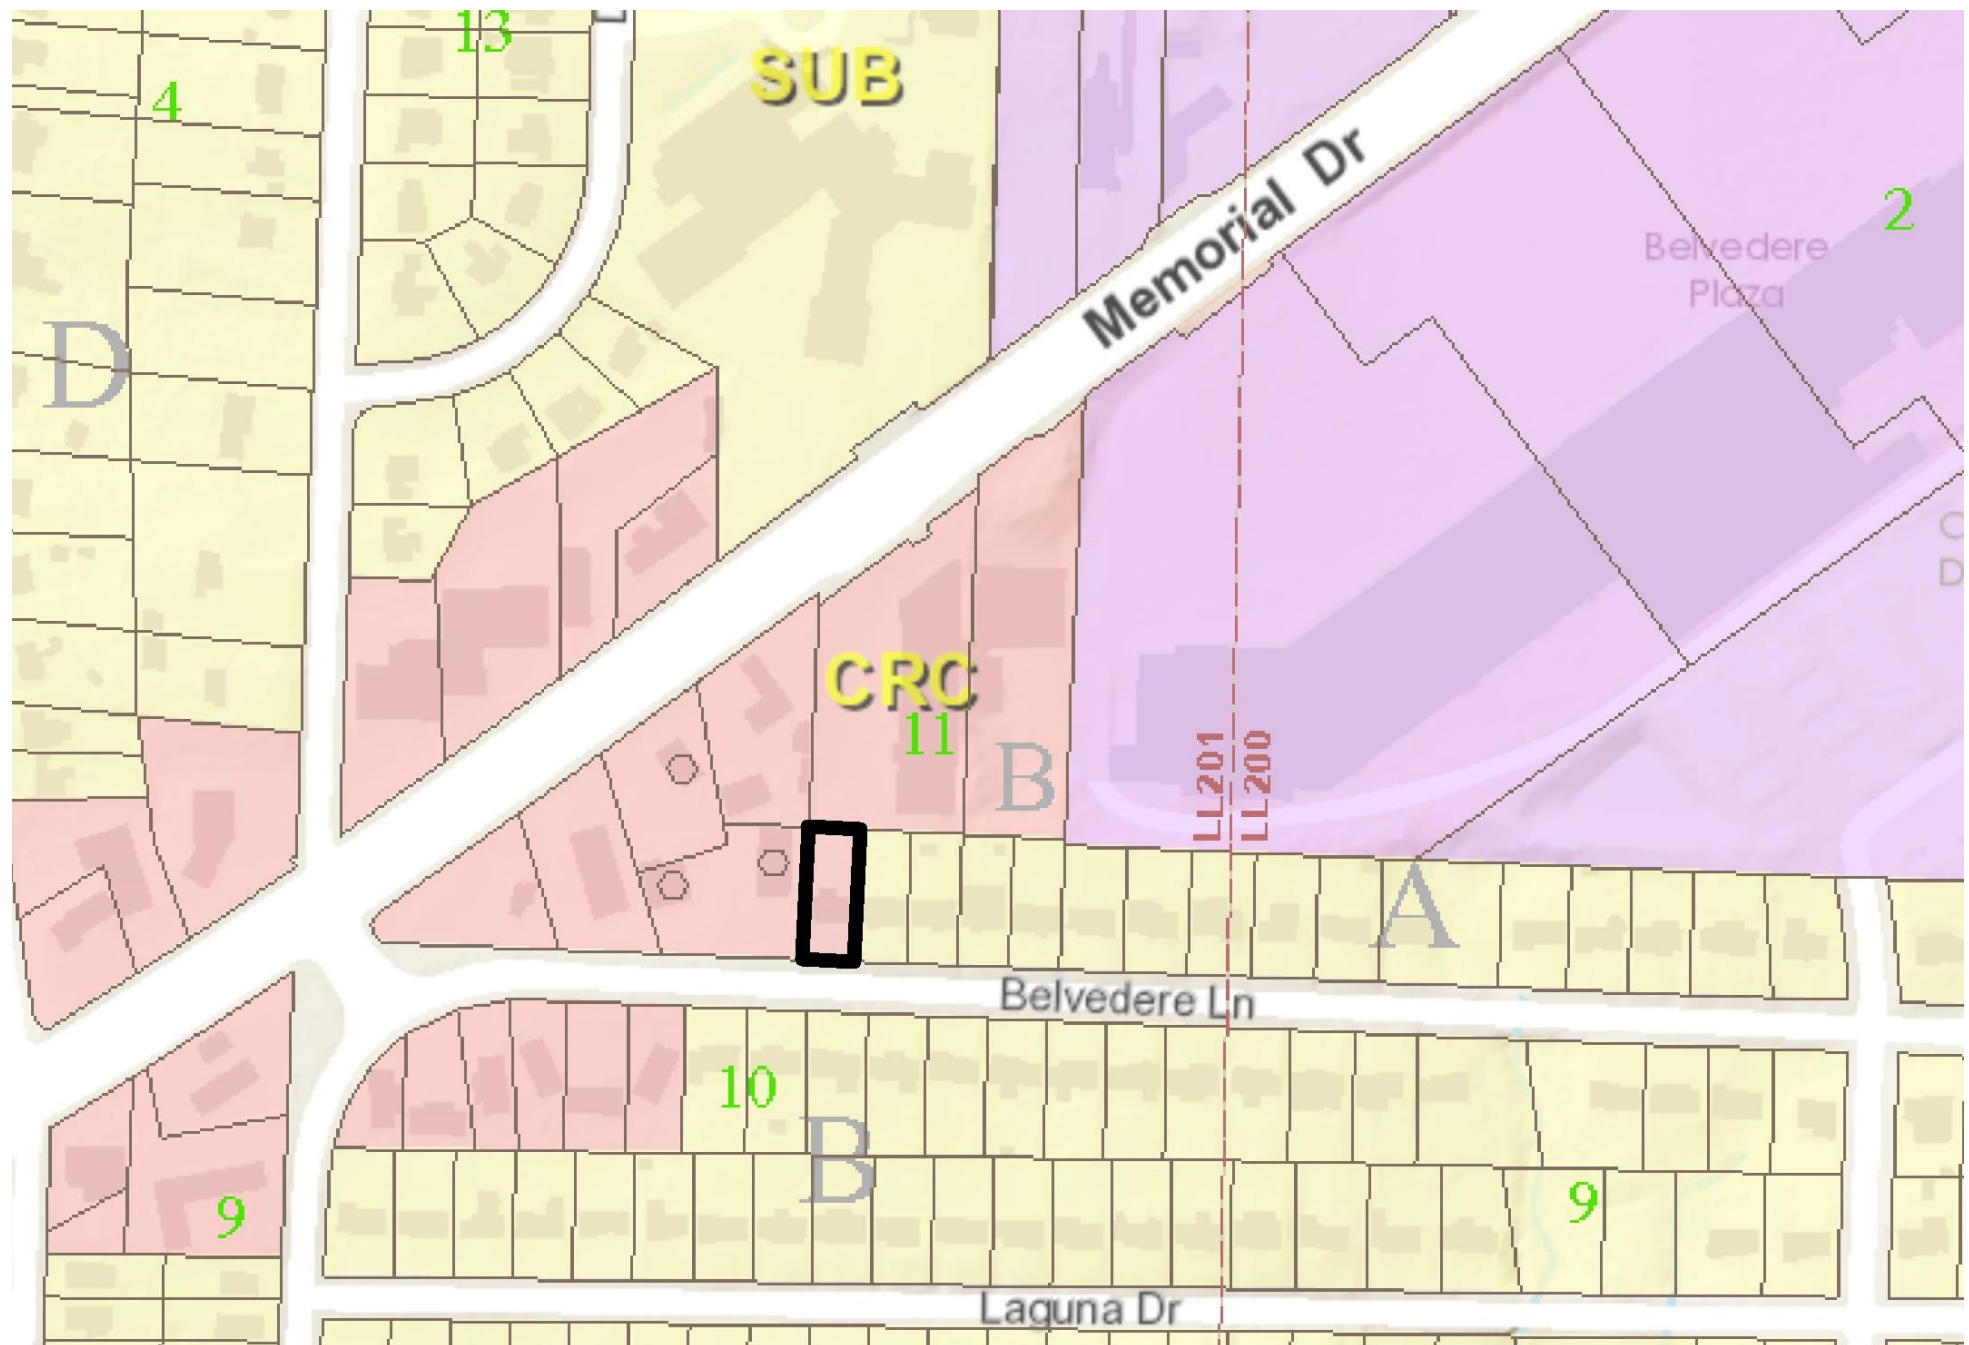 13
SUB
4
Memorial Dr
2
Belvedere
Plaza
D
C
D
CRC
11
B
LL201
LL200
A
Belvedere Ln
10
B
9
9
Laguna Dr